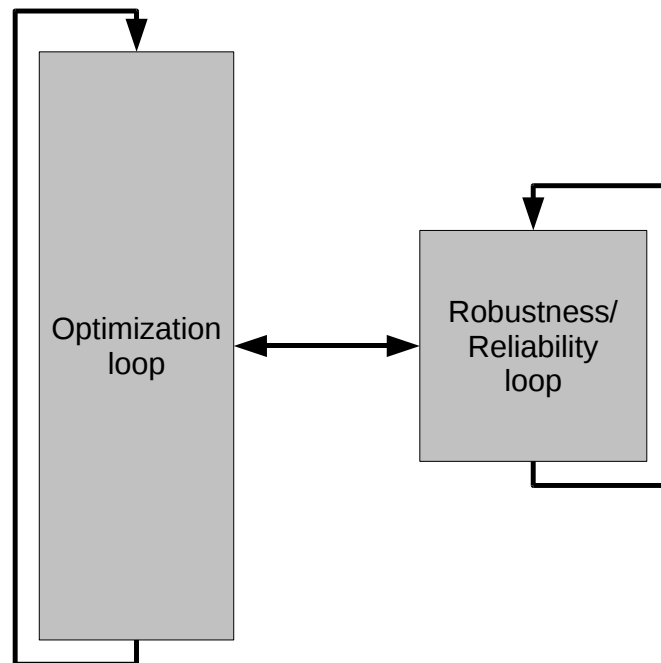 Optimization
loop
Robustness/
Reliability
loop